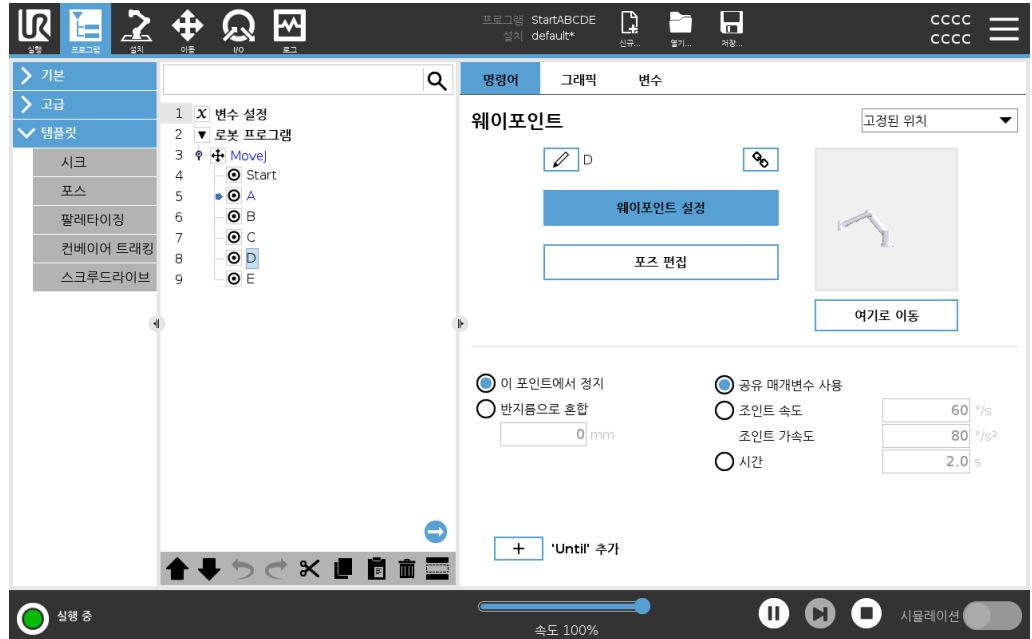 UR
실행
프로그램
설치
이동
I/O
로그
프로그램 StartABCDE
설치 default*
신규...
열기...
저장...
CCCC
CCCC
기본
고급
템플릿
시크
포스
팔레타이징
컨베이어 트래킹
스크루드라이브
1 X 변수 설정
2 로봇 프로그램
3 MoveJ
4 Start
5 A
6 B
7 C
8 D
9 E
명령어 그래픽 변수
웨이포인트
고정된 위치
D
웨이포인트 설정
포즈 편집
여기로 이동
이 포인트에서 정지
반지름으로 혼합
0 mm
공유 매개변수 사용
조인트 속도 60 °/s
조인트 가속도 80 °/s²
시간 2.0 s
+ 'Until' 추가
실행 중
속도 100%
시뮬레이션